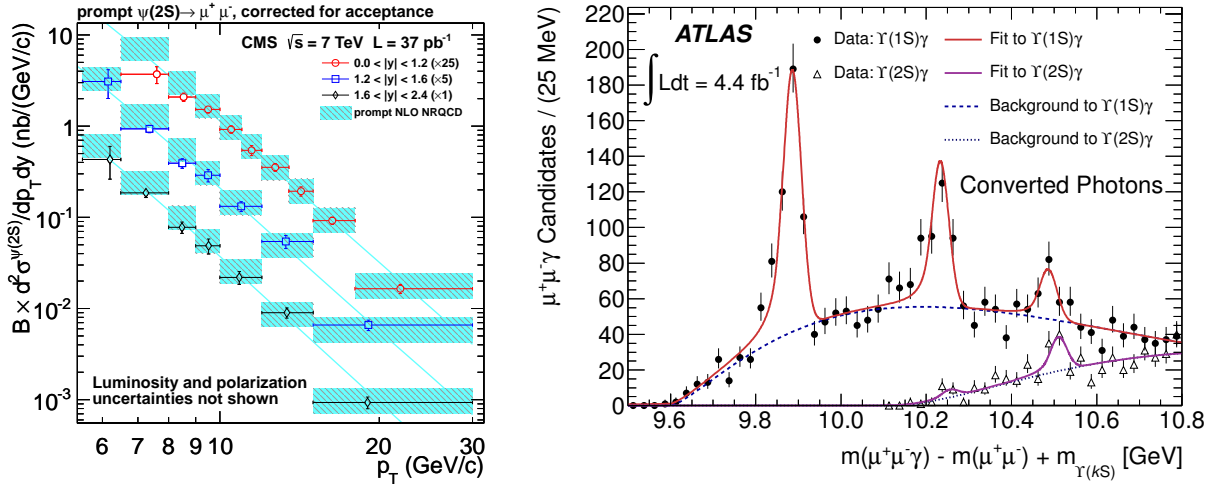 prompt ψ(2S)→ μ⁺ μ⁻, corrected for acceptance
CMS √s = 7 TeV L = 37 pb⁻¹
0.0 < |y| < 1.2 (×25)
1.2 < |y| < 1.6 (×5)
1.6 < |y| < 2.4 (×1)
prompt NLO NRQCD
Luminosity and polarization
uncertainties not shown
B × d²σ^ψ(2S)/dp_T dy (nb/(GeV/c))
10
1
10⁻¹
10⁻²
10⁻³
6 7 8 9 10 20 30
p_T (GeV/c)
ATLAS
∫Ldt = 4.4 fb⁻¹
Data: ϒ(1S)γ
Data: ϒ(2S)γ
Fit to ϒ(1S)γ
Fit to ϒ(2S)γ
Background to ϒ(1S)γ
Background to ϒ(2S)γ
Converted Photons
μ⁺μ⁻γ Candidates / (25 MeV)
220
200
180
160
140
120
100
80
60
40
20
0
9.6 9.8 10.0 10.2 10.4 10.6 10.8
m(μ⁺μ⁻γ) - m(μ⁺μ⁻) + m_ϒ(kS) [GeV]